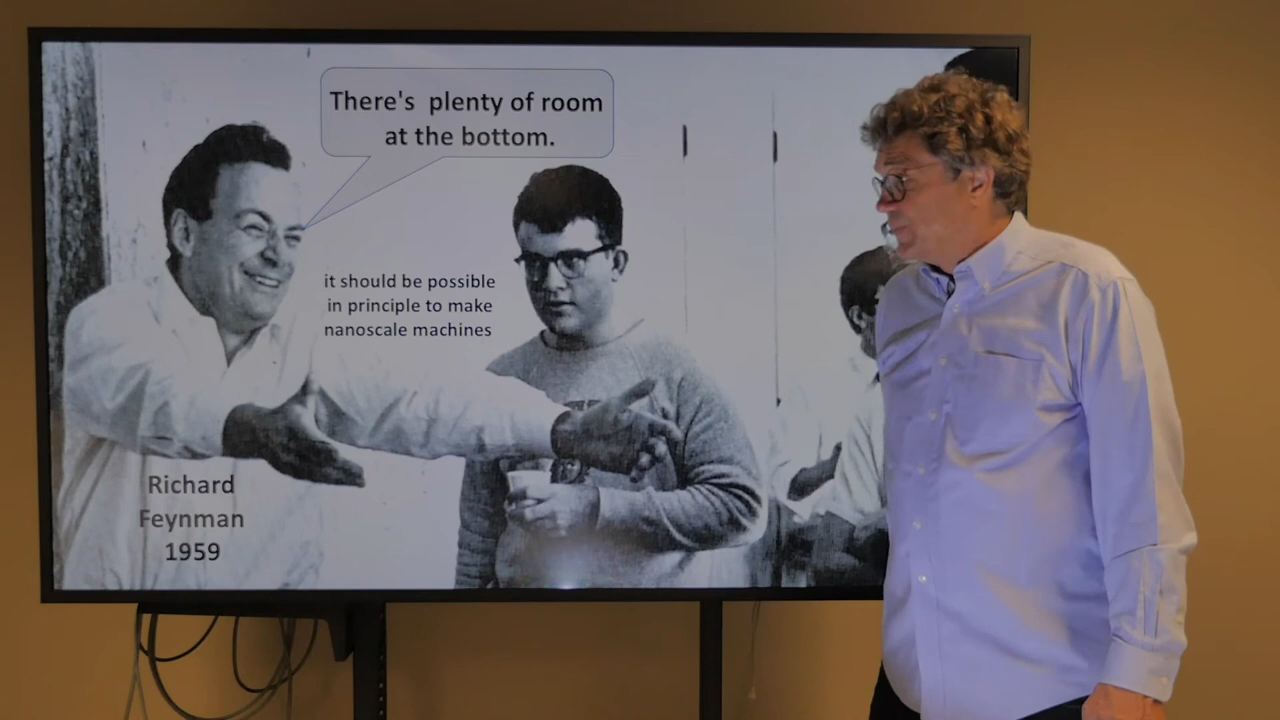 There's plenty of room
at the bottom.
it should be possible
in principle to make
nanoscale machines
Richard
Feynman
1959